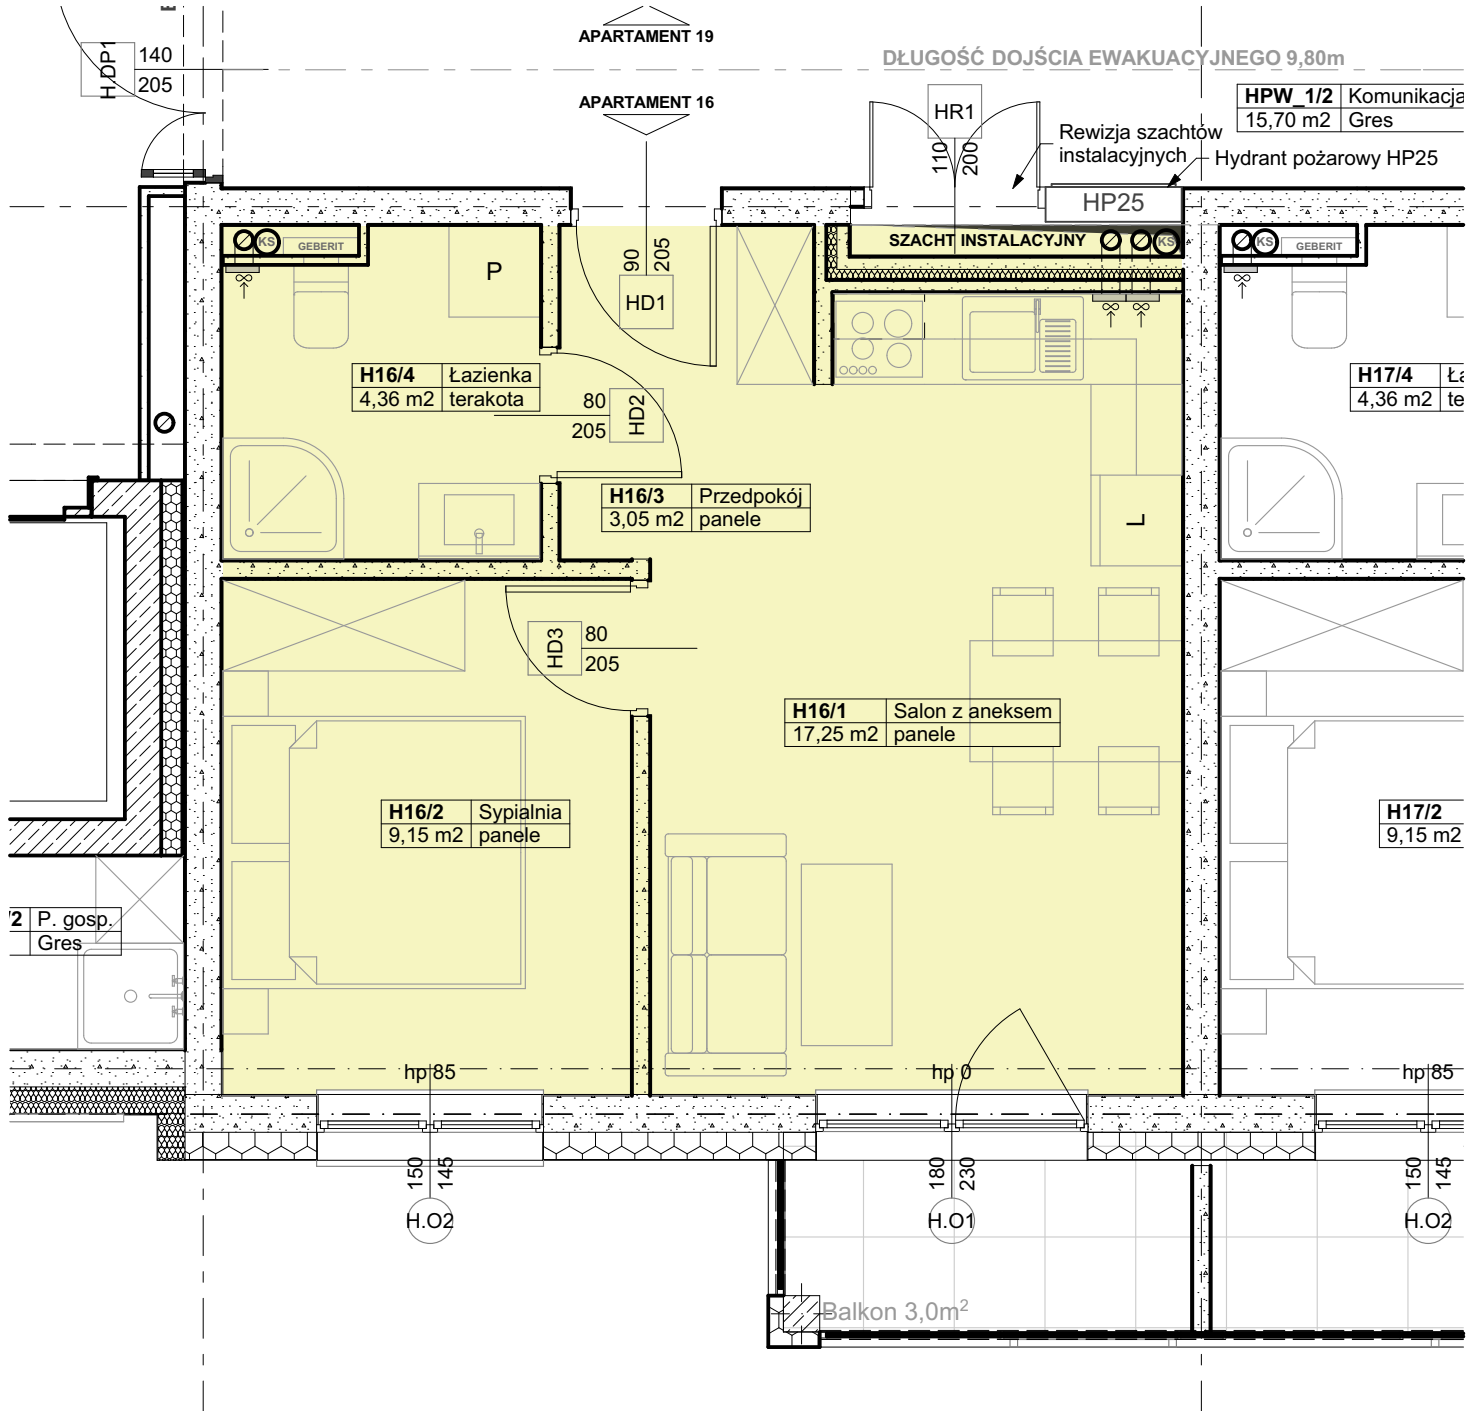 APARTAMENT 19
DŁUGOŚĆ DOJŚCIA EWAKUACYJNEGO 9,80m
H.DP1
140
205
APARTAMENT 16
HR1
110
200
HPW_1/2 Komunikacja
15,70 m2 Gres
Rewizja szachtów
instalacyjnych
Hydrant pożarowy HP25
HP25
KS
GEBERIT
P
90
205
HD1
SZACHT INSTALACYJNY
KS
KS
GEBERIT
H16/4 Łazienka
4,36 m2 terakota
80
205
HD2
H17/4
4,36 m2
H16/3 Przedpokój
3,05 m2 panele
L
HD3
80
205
H16/1 Salon z aneksem
17,25 m2 panele
H16/2 Sypialnia
9,15 m2 panele
H17/2
9,15 m2
/2 P. gosp.
Gres
hp 85
hp 0
hp 85
150
145
180
230
150
145
H.O2
H.O1
H.O2
Balkon 3,0m²